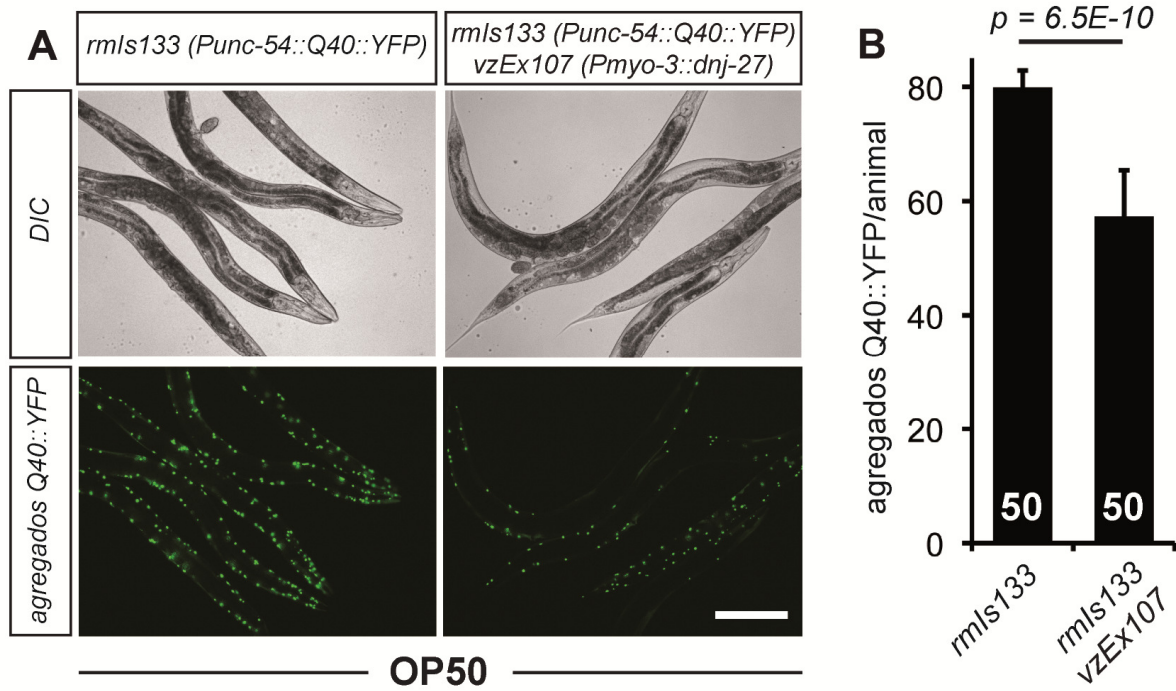 A
rmIs133 (Punc-54::Q40::YFP)
rmIs133 (Punc-54::Q40::YFP)
vzEx107 (Pmyo-3::dnj-27)
DIC
agregados Q40::YFP
OP50
B
p = 6.5E-10
agregados Q40::YFP/animal
80
60
40
20
0
50
50
rmIs133
rmIs133
vzEx107